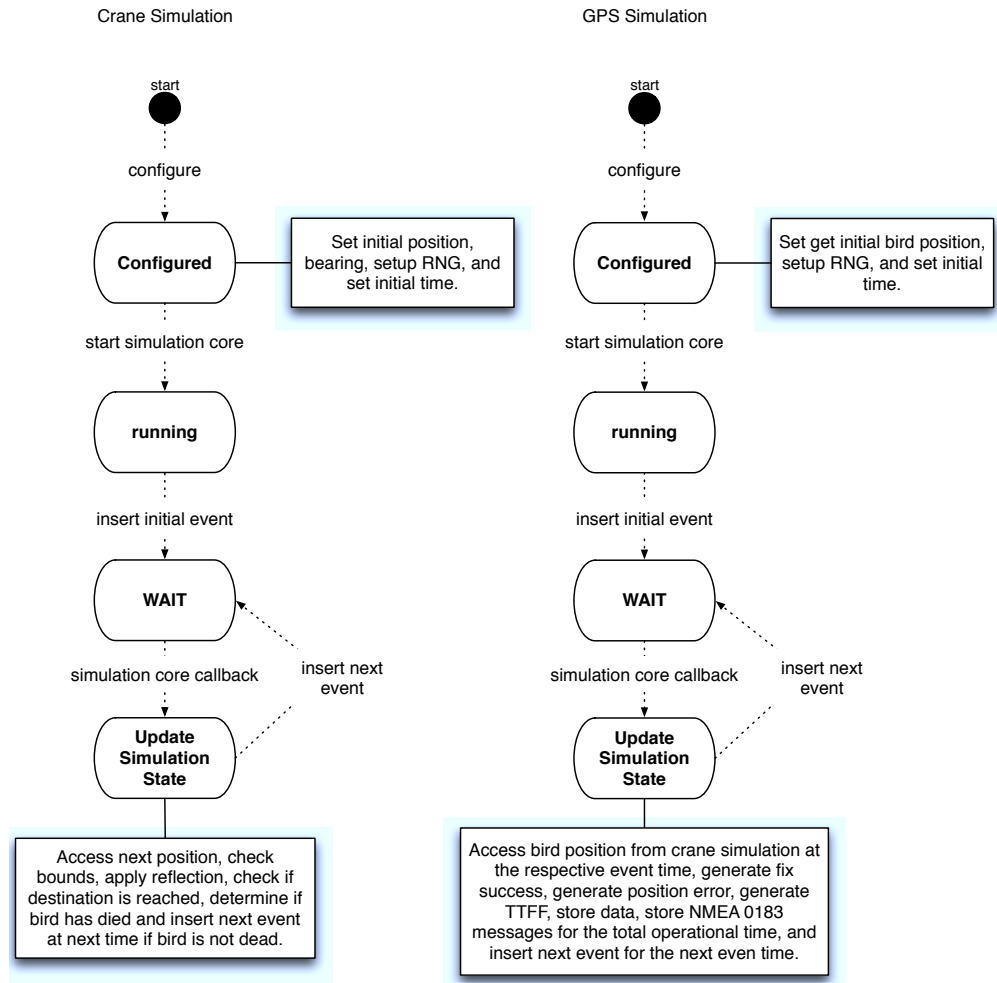 Crane Simulation
start
configure
Configured
Set initial position,
bearing, setup RNG, and
set initial time.
start simulation core
running
insert initial event
WAIT
simulation core callback
insert next
event
Update
Simulation
State
Access next position, check
bounds, apply reflection, check if
destination is reached, determine if
bird has died and insert next event
at next time if bird is not dead.
GPS Simulation
start
configure
Configured
Set get initial bird position,
setup RNG, and set initial
time.
start simulation core
running
insert initial event
WAIT
simulation core callback
insert next
event
Update
Simulation
State
Access bird position from crane simulation at
the respective event time, generate fix
success, generate position error, generate
TTFF, store data, store NMEA 0183
messages for the total operational time, and
insert next event for the next even time.